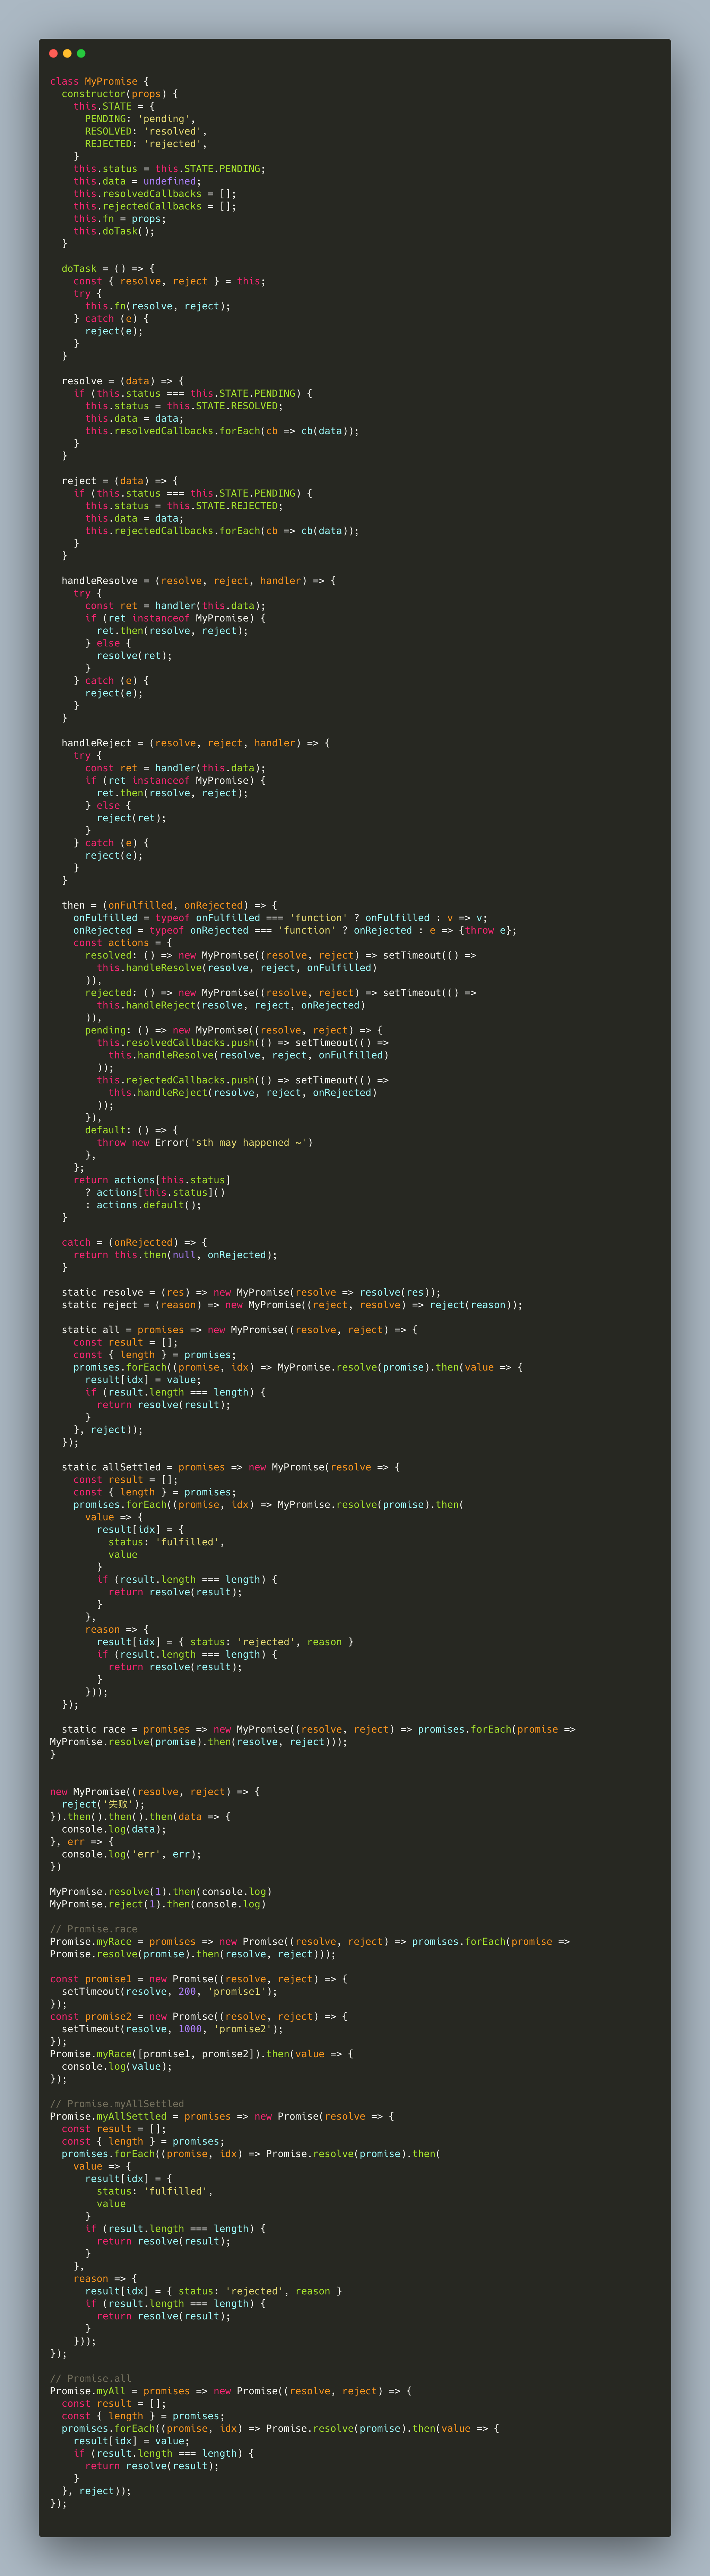 class MyPromise {
  constructor(props) {
    this.STATE = {
      PENDING: 'pending',
      RESOLVED: 'resolved',
      REJECTED: 'rejected',
    }
    this.status = this.STATE.PENDING;
    this.data = undefined;
    this.resolvedCallbacks = [];
    this.rejectedCallbacks = [];
    this.fn = props;
    this.doTask();
  }

  doTask = () => {
    const { resolve, reject } = this;
    try {
      this.fn(resolve, reject);
    } catch (e) {
      reject(e);
    }
  }

  resolve = (data) => {
    if (this.status === this.STATE.PENDING) {
      this.status = this.STATE.RESOLVED;
      this.data = data;
      this.resolvedCallbacks.forEach(cb => cb(data));
    }
  }

  reject = (data) => {
    if (this.status === this.STATE.PENDING) {
      this.status = this.STATE.REJECTED;
      this.data = data;
      this.rejectedCallbacks.forEach(cb => cb(data));
    }
  }

  handleResolve = (resolve, reject, handler) => {
    try {
      const ret = handler(this.data);
      if (ret instanceof MyPromise) {
        ret.then(resolve, reject);
      } else {
        resolve(ret);
      }
    } catch (e) {
      reject(e);
    }
  }

  handleReject = (resolve, reject, handler) => {
    try {
      const ret = handler(this.data);
      if (ret instanceof MyPromise) {
        ret.then(resolve, reject);
      } else {
        reject(ret);
      }
    } catch (e) {
      reject(e);
    }
  }

  then = (onFulfilled, onRejected) => {
    onFulfilled = typeof onFulfilled === 'function' ? onFulfilled : v => v;
    onRejected = typeof onRejected === 'function' ? onRejected : e => {throw e};
    const actions = {
      resolved: () => new MyPromise((resolve, reject) => setTimeout(() =>
        this.handleResolve(resolve, reject, onFulfilled)
      )),
      rejected: () => new MyPromise((resolve, reject) => setTimeout(() =>
        this.handleReject(resolve, reject, onRejected)
      )),
      pending: () => new MyPromise((resolve, reject) => {
        this.resolvedCallbacks.push(() => setTimeout(() =>
          this.handleResolve(resolve, reject, onFulfilled)
        ));
        this.rejectedCallbacks.push(() => setTimeout(() =>
          this.handleReject(resolve, reject, onRejected)
        ));
      }),
      default: () => {
        throw new Error('sth may happened ~')
      },
    };
    return actions[this.status]
      ? actions[this.status]()
      : actions.default();
  }

  catch = (onRejected) => {
    return this.then(null, onRejected);
  }

  static resolve = (res) => new MyPromise(resolve => resolve(res));
  static reject = (reason) => new MyPromise((reject, resolve) => reject(reason));

  static all = promises => new MyPromise((resolve, reject) => {
    const result = [];
    const { length } = promises;
    promises.forEach((promise, idx) => MyPromise.resolve(promise).then(value => {
      result[idx] = value;
      if (result.length === length) {
        return resolve(result);
      }
    }, reject));
  });

  static allSettled = promises => new MyPromise(resolve => {
    const result = [];
    const { length } = promises;
    promises.forEach((promise, idx) => MyPromise.resolve(promise).then(
      value => {
        result[idx] = {
          status: 'fulfilled',
          value
        }
        if (result.length === length) {
          return resolve(result);
        }
      },
      reason => {
        result[idx] = { status: 'rejected', reason }
        if (result.length === length) {
          return resolve(result);
        }
      }));
  });

  static race = promises => new MyPromise((resolve, reject) => promises.forEach(promise =>
MyPromise.resolve(promise).then(resolve, reject)));
}


new MyPromise((resolve, reject) => {
  reject('失败');
}).then().then().then(data => {
  console.log(data);
}, err => {
  console.log('err', err);
})

MyPromise.resolve(1).then(console.log)
MyPromise.reject(1).then(console.log)

// Promise.race
Promise.myRace = promises => new Promise((resolve, reject) => promises.forEach(promise =>
Promise.resolve(promise).then(resolve, reject)));

const promise1 = new Promise((resolve, reject) => {
  setTimeout(resolve, 200, 'promise1');
});
const promise2 = new Promise((resolve, reject) => {
  setTimeout(resolve, 1000, 'promise2');
});
Promise.myRace([promise1, promise2]).then(value => {
  console.log(value);
});

// Promise.myAllSettled
Promise.myAllSettled = promises => new Promise(resolve => {
  const result = [];
  const { length } = promises;
  promises.forEach((promise, idx) => Promise.resolve(promise).then(
    value => {
      result[idx] = {
        status: 'fulfilled',
        value
      }
      if (result.length === length) {
        return resolve(result);
      }
    },
    reason => {
      result[idx] = { status: 'rejected', reason }
      if (result.length === length) {
        return resolve(result);
      }
    }));
});

// Promise.all
Promise.myAll = promises => new Promise((resolve, reject) => {
  const result = [];
  const { length } = promises;
  promises.forEach((promise, idx) => Promise.resolve(promise).then(value => {
    result[idx] = value;
    if (result.length === length) {
      return resolve(result);
    }
  }, reject));
});